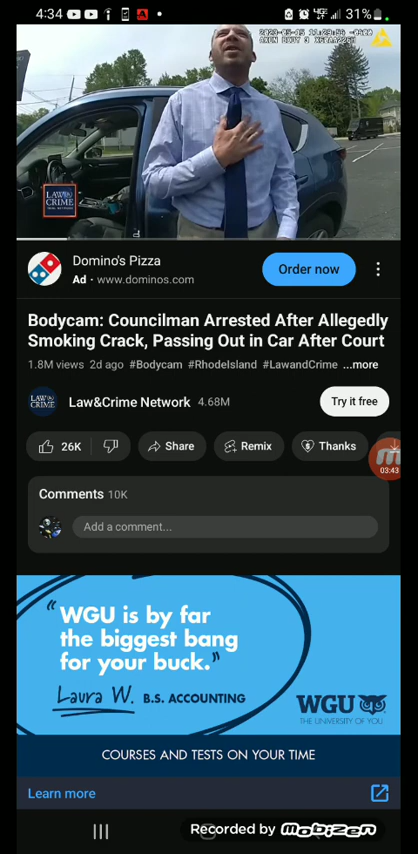 4:34
31%
LAW&
CRIME
TRIAL NETWORK
Domino's Pizza
Ad · www.dominos.com
Order now
Bodycam: Councilman Arrested After Allegedly
Smoking Crack, Passing Out in Car After Court
1.8M views 2d ago #Bodycam #RhodeIsland #LawandCrime ...more
LAW&
CRIME
Law&Crime Network 4.68M
Try it free
26K
Share
Remix
Thanks
03:43
Comments 10K
Add a comment...
“WGU is by far
the biggest bang
for your buck.”
Laura W. B.S. ACCOUNTING
WGU
THE UNIVERSITY OF YOU.
COURSES AND TESTS ON YOUR TIME
Learn more
Recorded by mobizen